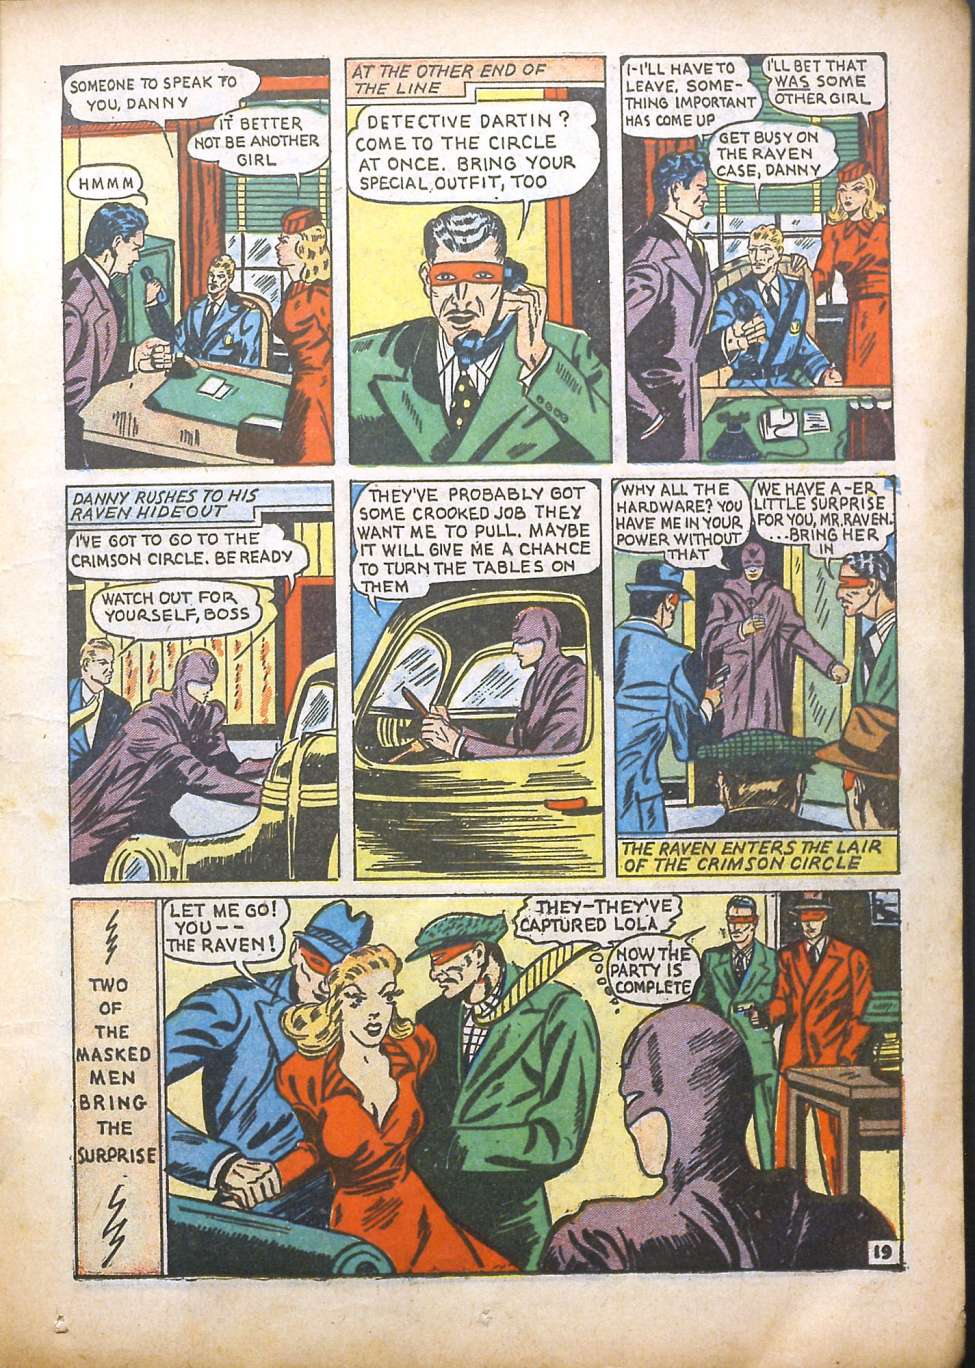 SOMEONE TO SPEAK TO
YOU, DANNY
IT BETTER
NOT BE ANOTHER
GIRL
HMMM
AT THE OTHER END OF
THE LINE
DETECTIVE DARTIN?
COME TO THE CIRCLE
AT ONCE. BRING YOUR
SPECIAL OUTFIT, TOO
I-I'LL HAVE TO
LEAVE. SOME-
THING IMPORTANT
HAS COME UP
I'LL BET THAT
WAS SOME
OTHER GIRL
GET BUSY ON
THE RAVEN
CASE, DANNY
DANNY RUSHES TO HIS
RAVEN HIDEOUT
I'VE GOT TO GO TO THE
CRIMSON CIRCLE. BE READY
WATCH OUT FOR
YOURSELF, BOSS
THEY'VE PROBABLY GOT
SOME CROOKED JOB THEY
WANT ME TO PULL. MAYBE
IT WILL GIVE ME A CHANCE
TO TURN THE TABLES ON
THEM
WHY ALL THE
HARDWARE? YOU
HAVE ME IN YOUR
POWER WITHOUT
THAT
WE HAVE A-ER
LITTLE SURPRISE
FOR YOU, MR. RAVEN.
...BRING HER
IN
THE RAVEN ENTERS THE LAIR
OF THE CRIMSON CIRCLE
TWO
OF
THE
MASKED
MEN
BRING
THE
SURPRISE
LET ME GO!
YOU--
THE RAVEN!
THEY-THEY'VE
CAPTURED LOLA
NOW THE
PARTY IS
COMPLETE
19